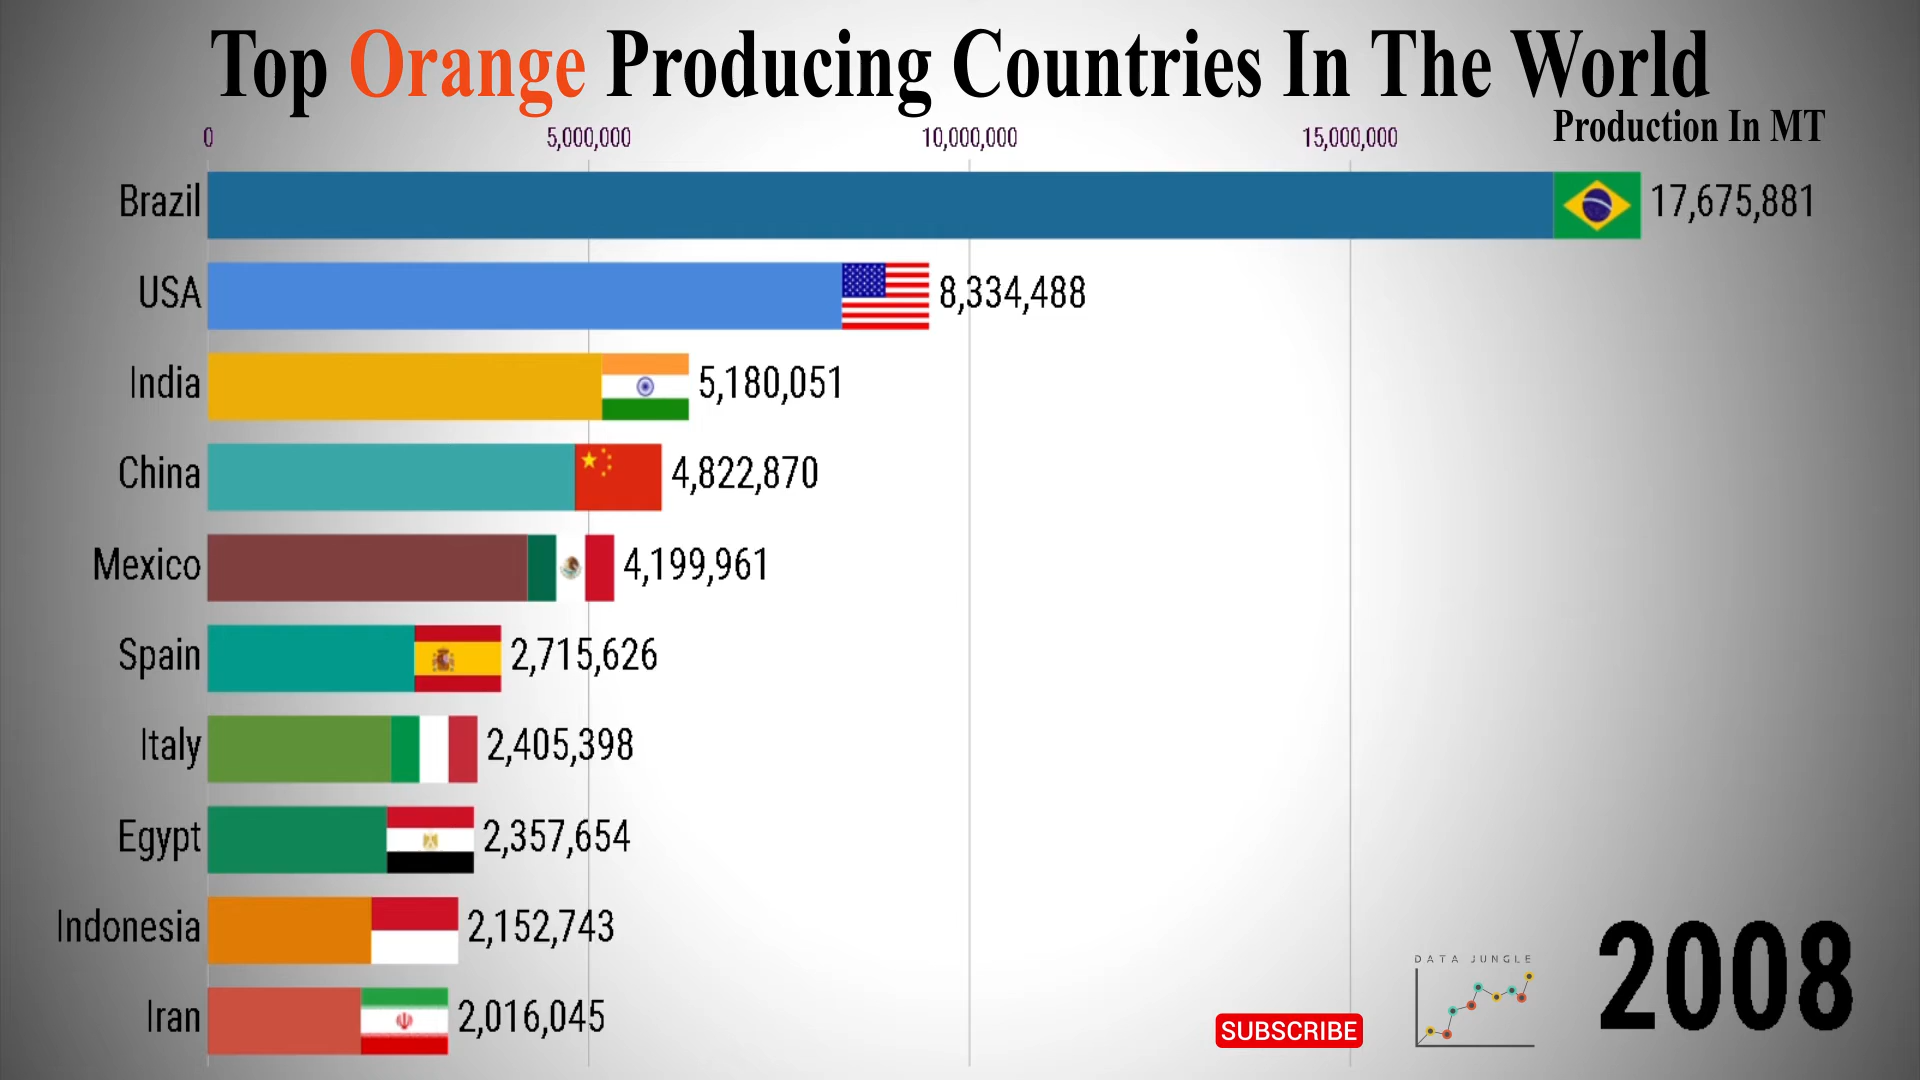 Top Orange Producing Countries In The World
Production In MT
0 5,000,000 10,000,000 15,000,000
Brazil 17,675,881
USA 8,334,488
India 5,180,051
China 4,822,870
Mexico 4,199,961
Spain 2,715,626
Italy 2,405,398
Egypt 2,357,654
Indonesia 2,152,743
Iran 2,016,045
DATA JUNGLE
SUBSCRIBE
2008